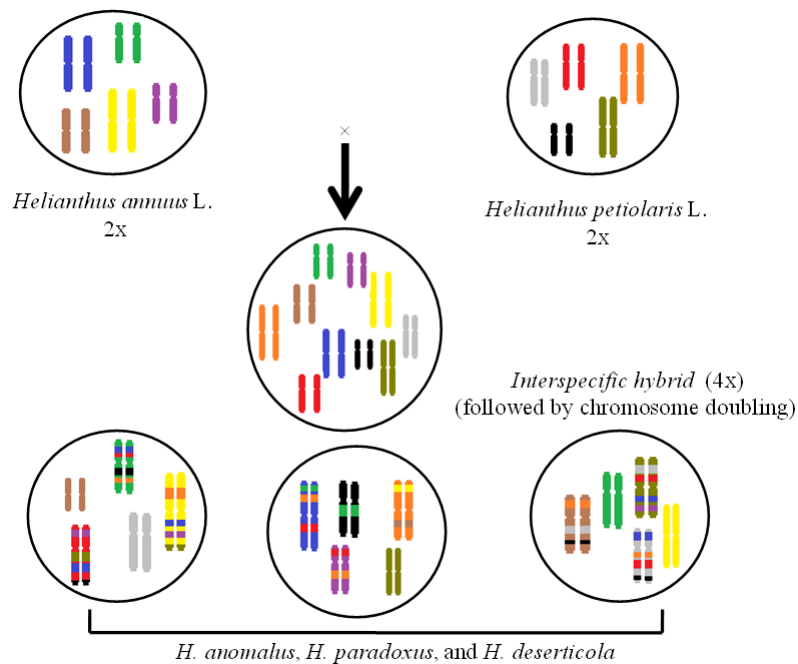 ×
Helianthus annuus L.
2x
Helianthus petiolaris L.
2x
Interspecific hybrid (4x)
(followed by chromosome doubling)
H. anomalus, H. paradoxus, and H. deserticola